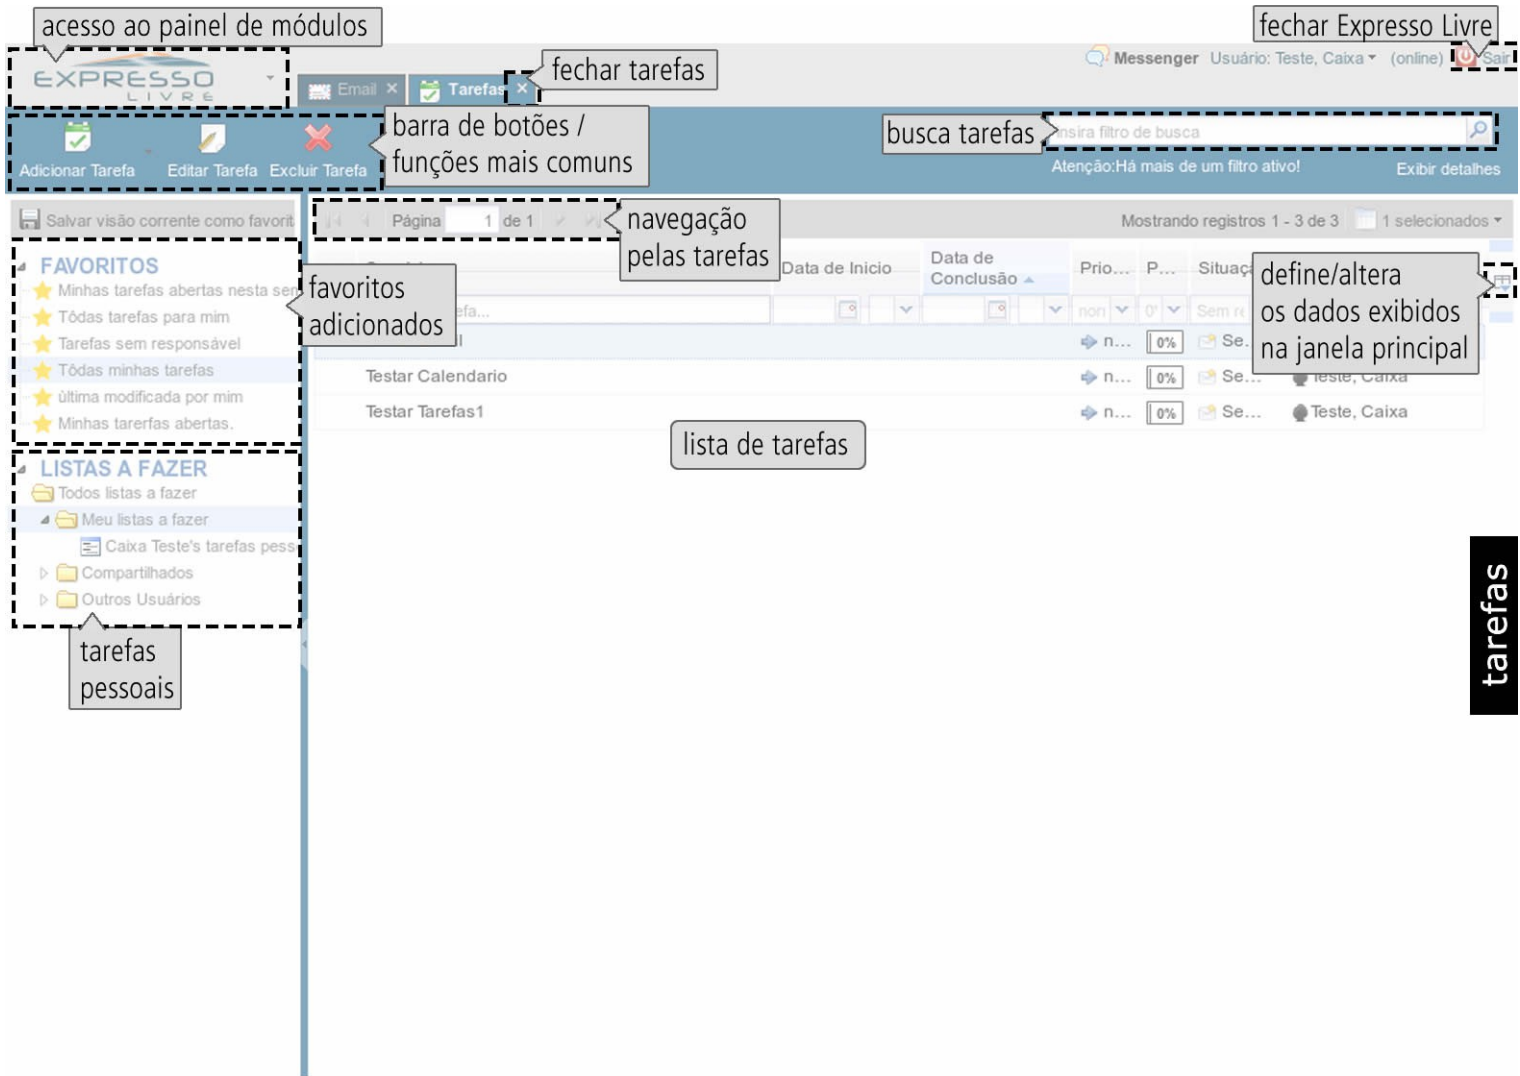 acesso ao painel de módulos
fechar Expresso Livre
EXPRESSO
LIVRE
Email
Tarefas
fechar tarefas
Messenger Usuário: Teste, Caixa (online) Sair
barra de botões /
funções mais comuns
busca tarefas
insira filtro de busca
Adicionar Tarefa Editar Tarefa Excluir Tarefa
Atenção:Há mais de um filtro ativo! Exibir detalhes
Salvar visão corrente como favorit
Página 1 de 1
navegação
pelas tarefas
Mostrando registros 1 - 3 de 3 1 selecionados
Data de Inicio
Data de
Conclusão
Prio... P... Situaç
define/altera
os dados exibidos
na janela principal
FAVORITOS
Minhas tarefas abertas nesta sem
Tôdas tarefas para mim
Tarefas sem responsável
Tôdas minhas tarefas
última modificada por mim
Minhas tarerfas abertas.
favoritos
adicionados
efa... non 0' Sem re
n... 0% Se...
Testar Calendario n... 0% Se... Teste, Caixa
Testar Tarefas1 n... 0% Se... Teste, Caixa
lista de tarefas
LISTAS A FAZER
Todos listas a fazer
Meu listas a fazer
Caixa Teste's tarefas pess
Compartilhados
Outros Usuários
tarefas
pessoais
tarefas